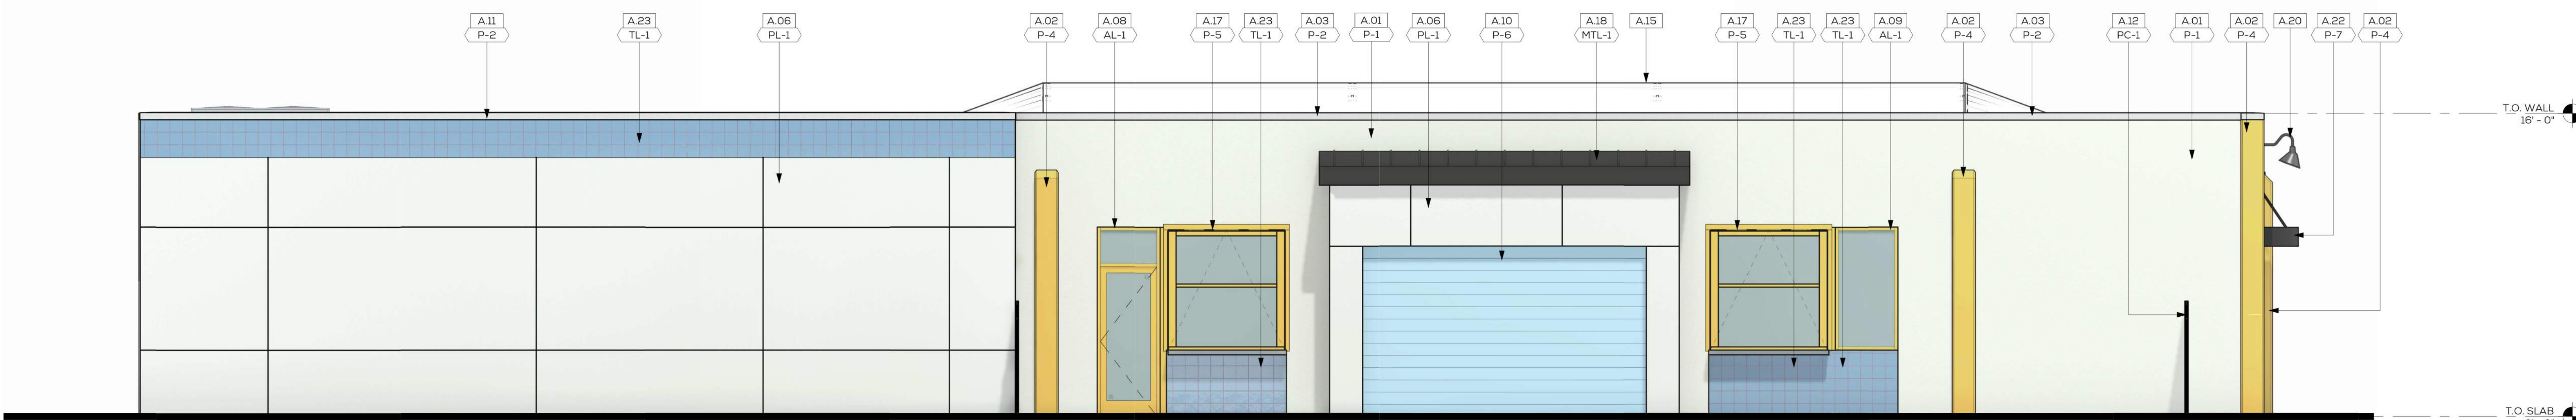 A.11
P-2
A.23
TL-1
A.06
PL-1
A.02
P-4
A.08
AL-1
A.17
P-5
A.23
TL-1
A.03
P-2
A.01
P-1
A.06
PL-1
A.10
P-6
A.18
MTL-1
A.15
A.17
P-5
A.23
TL-1
A.23
TL-1
A.09
AL-1
A.02
P-4
A.03
P-2
A.12
PC-1
A.01
P-1
A.02
P-4
A.20
A.22
P-7
A.02
P-4
T.O. WALL
16' - 0"
T.O. SLAB